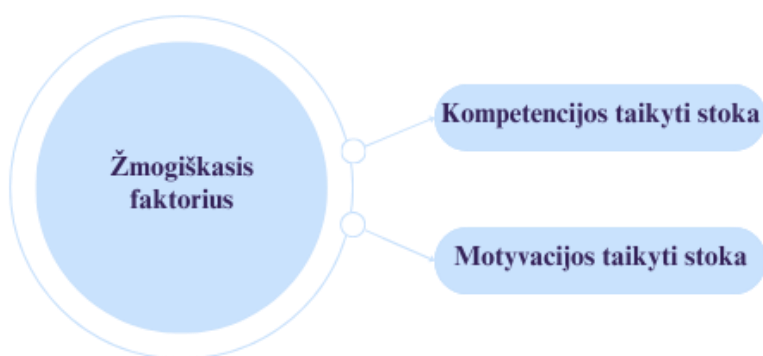 Žmogiškasis
faktorius
Kompetencijos taikyti stoka
Motyvacijos taikyti stoka